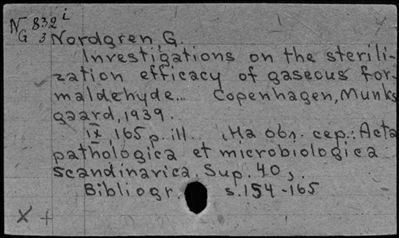 N 832 i
G 3 Nordgren G.
Investigations on the sterili-
zation efficacy of gaseous for-
maldehyde... Copenhagen, Munks
gaard, 1939.
IX, 165 p. ill. (На обл. сер.: Acta
pathologica et microbiologica
scandinavica. Sup. 40).
Bibliogr. s. 154-165
X +